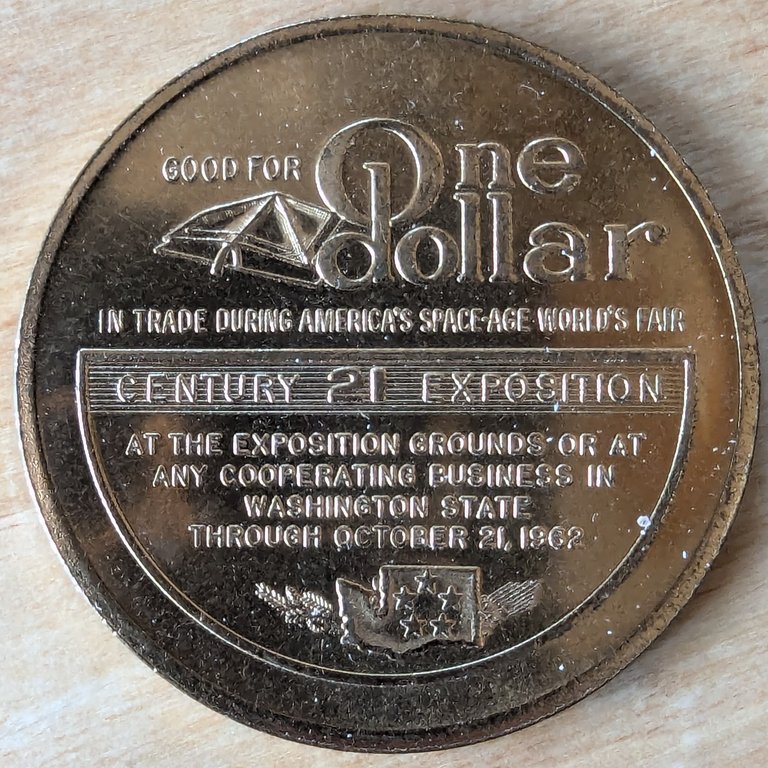 GOOD FOR One
dollar
IN TRADE DURING AMERICA'S SPACE-AGE WORLD'S FAIR
CENTURY 21 EXPOSITION
AT THE EXPOSITION GROUNDS OR AT
ANY COOPERATING BUSINESS IN
WASHINGTON STATE
THROUGH OCTOBER 21, 1962